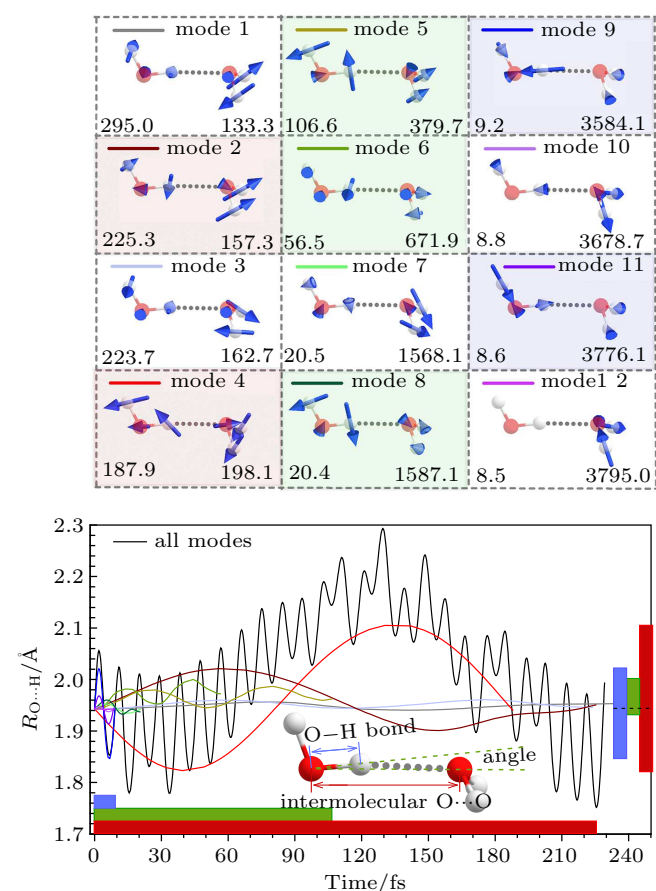 mode 1 mode 5 mode 9
295.0 133.3 106.6 379.7 9.2 3584.1
mode 2 mode 6 mode 10
225.3 157.3 56.5 671.9 8.8 3678.7
mode 3 mode 7 mode 11
223.7 162.7 20.5 1568.1 8.6 3776.1
mode 4 mode 8 mode1 2
187.9 198.1 20.4 1587.1 8.5 3795.0
2.3
all modes
2.2
2.1
2.0
1.9
1.8
1.7
R_{O···H}/Å
O−H bond
angle
intermolecular O···O
0 30 60 90 120 150 180 210 240
Time/fs